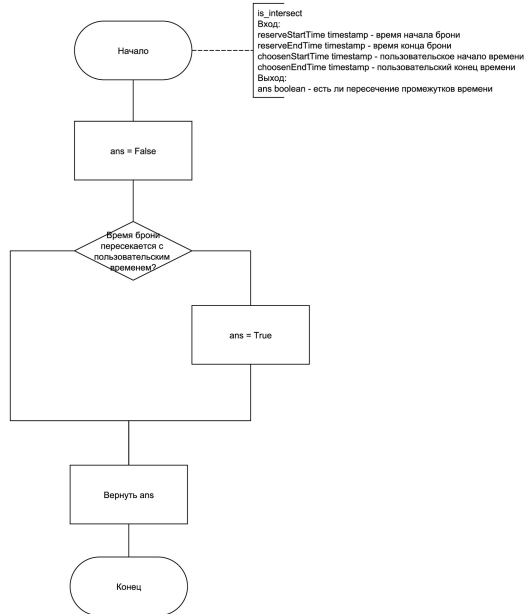 Начало
is_intersect
Вход:
reserveStartTime timestamp - время начала брони
reserveEndTime timestamp - время конца брони
choosenStartTime timestamp - пользовательское начало времени
choosenEndTime timestamp - пользовательский конец времени
Выход:
ans boolean - есть ли пересечение промежутков времени
ans = False
Время брони
пересекается с
пользовательским
временем?
ans = True
Вернуть ans
Конец